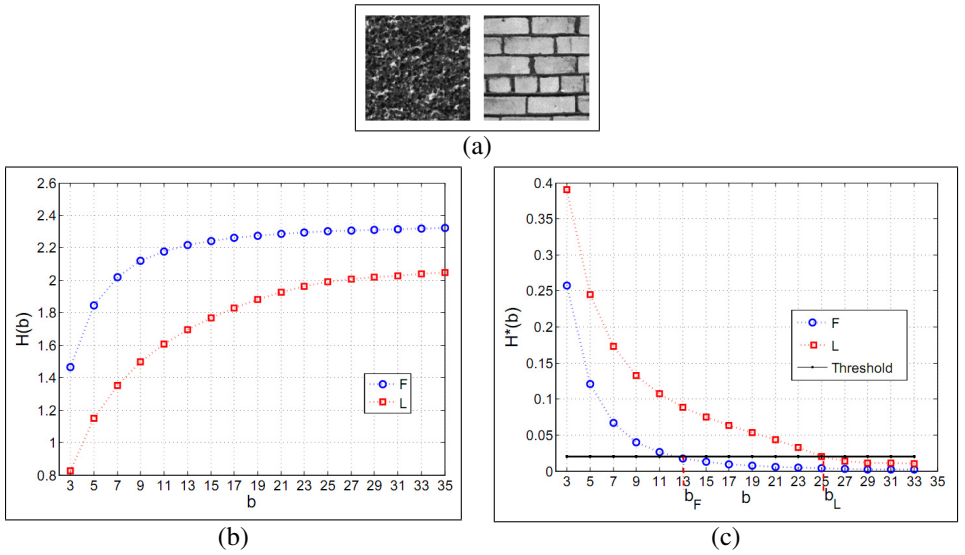 (a)
2.6
2.4
2.2
2
1.8
1.6
1.4
1.2
1
0.8
H(b)
F
L
3 5 7 9 11 13 15 17 19 21 23 25 27 29 31 33 35
b
(b)
0.4
0.35
0.3
0.25
0.2
0.15
0.1
0.05
0
H*(b)
F
L
Threshold
3 5 7 9 11 13 15 17 19 21 23 25 27 29 31 33 35
b_F b b_L
(c)